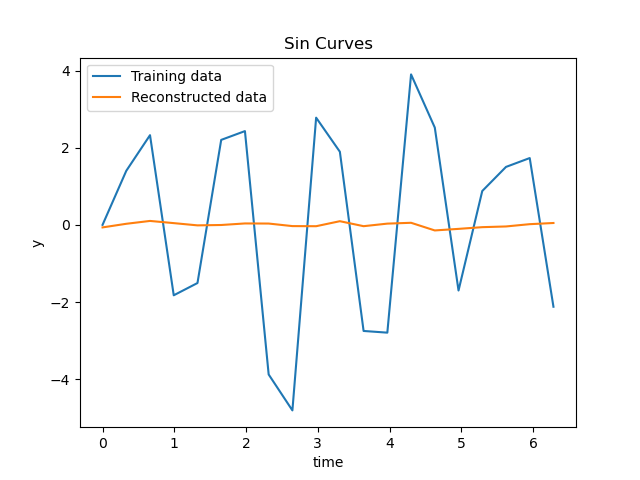 Sin Curves
Training data
Reconstructed data
4
2
0
−2
−4
y
0 1 2 3 4 5 6
time